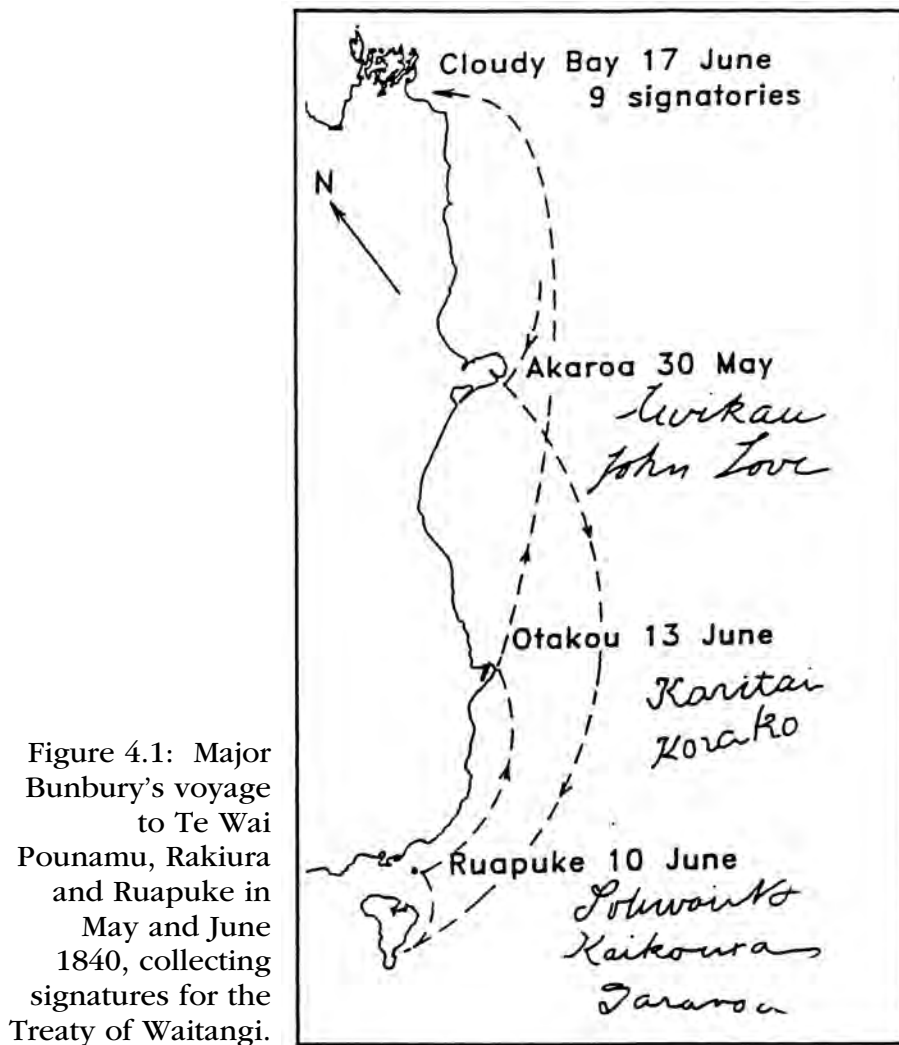 Cloudy Bay 17 June
9 signatories
N
Akaroa 30 May
Iwikau
John Love
Otakou 13 June
Karitai
Korako
Ruapuke 10 June
Kaikoura
Taiaroa
Figure 4.1: Major
Bunbury's voyage
to Te Wai
Pounamu, Rakiura
and Ruapuke in
May and June
1840, collecting
signatures for the
Treaty of Waitangi.